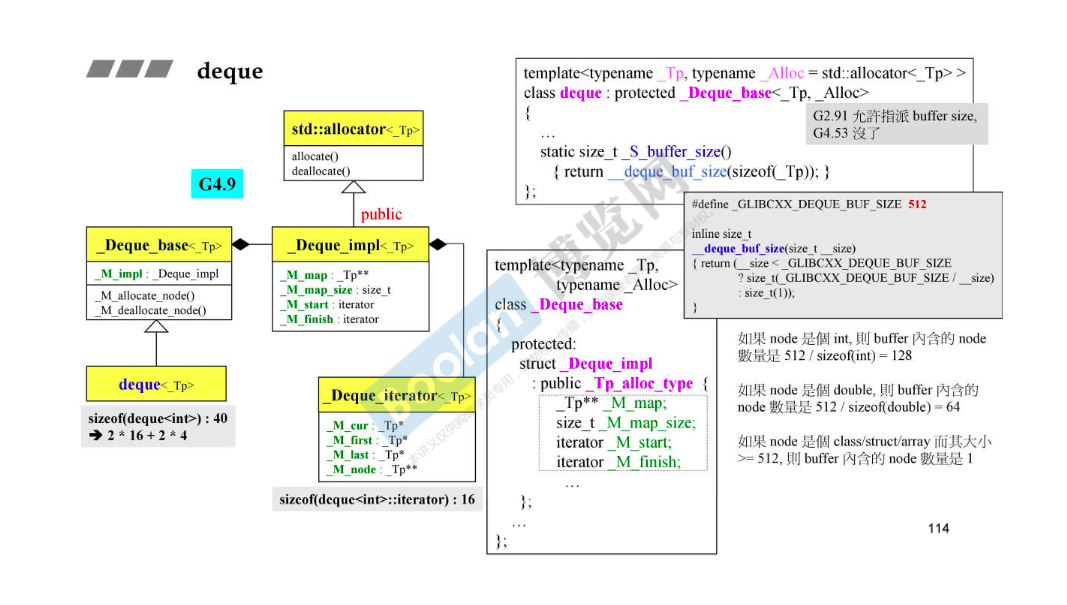 deque
std::allocator<_Tp>
allocate()
deallocate()
G4.9
public
_Deque_base<_Tp>
_M_impl : _Deque_impl
_M_allocate_node()
_M_deallocate_node()
_Deque_impl<_Tp>
_M_map : _Tp**
_M_map_size : size_t
_M_start : iterator
_M_finish : iterator
deque<_Tp>
sizeof(deque<int>) : 40
➔ 2 * 16 + 2 * 4
_Deque_iterator<_Tp>
_M_cur : _Tp*
_M_first : _Tp*
_M_last : _Tp*
_M_node : _Tp**
sizeof(deque<int>::iterator) : 16
template<typename _Tp, typename _Alloc = std::allocator<_Tp> >
class deque : protected _Deque_base<_Tp, _Alloc>
{
...
static size_t _S_buffer_size()
{ return __deque_buf_size(sizeof(_Tp)); }
};
G2.91 允許指派 buffer size,
G4.53 沒了
#define _GLIBCXX_DEQUE_BUF_SIZE 512
inline size_t
__deque_buf_size(size_t __size)
{ return (__size < _GLIBCXX_DEQUE_BUF_SIZE
? size_t(_GLIBCXX_DEQUE_BUF_SIZE / __size)
: size_t(1));
}
template<typename _Tp,
typename _Alloc>
class _Deque_base
{
protected:
struct _Deque_impl
: public _Tp_alloc_type {
_Tp** _M_map;
size_t _M_map_size;
iterator _M_start;
iterator _M_finish;
...
};
...
};
如果 node 是個 int, 則 buffer 內含的 node
數量是 512 / sizeof(int) = 128
如果 node 是個 double, 則 buffer 內含的
node 數量是 512 / sizeof(double) = 64
如果 node 是個 class/struct/array 而其大小
>= 512, 則 buffer 內含的 node 數量是 1
Boolan 博览网
114